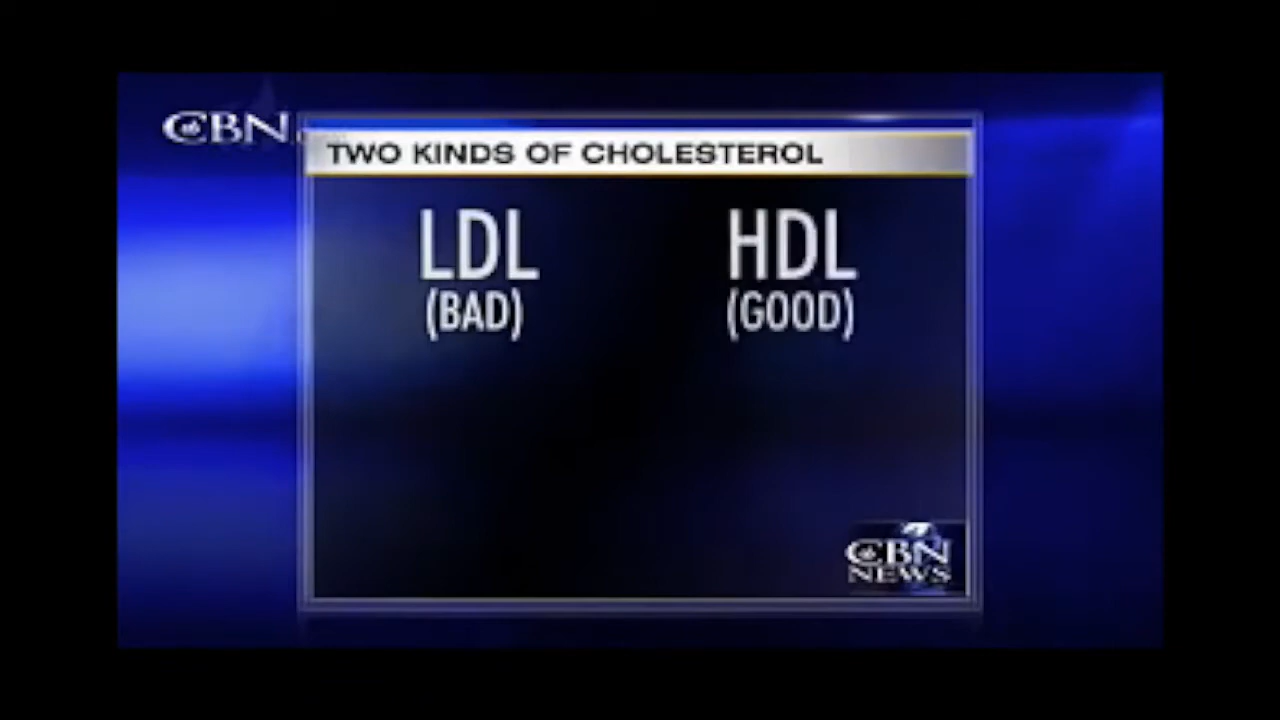 CBN
TWO KINDS OF CHOLESTEROL
LDL
(BAD)
HDL
(GOOD)
CBN
NEWS